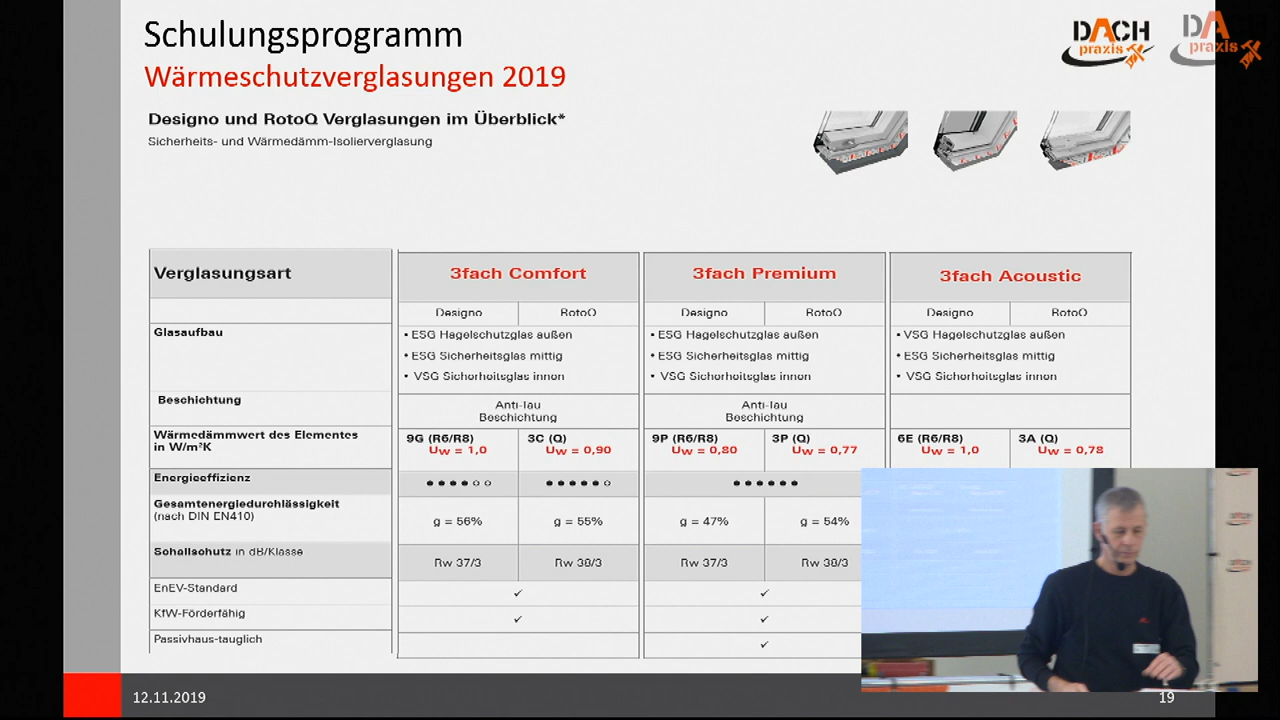 Schulungsprogramm
Wärmeschutzverglasungen 2019
DACH
praxis
DACH
praxis
Designo und RotoQ Verglasungen im Überblick*
Sicherheits- und Wärmedämm-Isolierverglasung
Verglasungsart
3fach Comfort
3fach Premium
3fach Acoustic
Designo RotoQ Designo RotoQ Designo RotoQ
Glasaufbau
▪ ESG Hagelschutzglas außen
• ESG Sicherheitsglas mittig
• VSG Sicherheitsglas innen
▪ ESG Hagelschutzglas außen
• ESG Sicherheitsglas mittig
• VSG Sicherheitsglas innen
▪ VSG Hagelschutzglas außen
• ESG Sicherheitsglas mittig
• VSG Sicherheitsglas innen
Beschichtung
Anti-Tau
Beschichtung
Anti-Tau
Beschichtung
Wärmedämmwert des Elementes
in W/m²K
9G (R6/R8)
Uw = 1,0
3C (Q)
Uw = 0,90
9P (R6/R8)
Uw = 0,80
3P (Q)
Uw = 0,77
6E (R6/R8)
Uw = 1,0
3A (Q)
Uw = 0,78
Energieeffizienz
Gesamtenergiedurchlässigkeit
(nach DIN EN410)
g = 56% g = 55% g = 47% g = 54%
Schallschutz in dB/Klasse
Rw 37/3 Rw 38/3 Rw 37/3 Rw 38/3
EnEV-Standard ✓ ✓
KfW-Förderfähig ✓ ✓
Passivhaus-tauglich ✓
12.11.2019
19